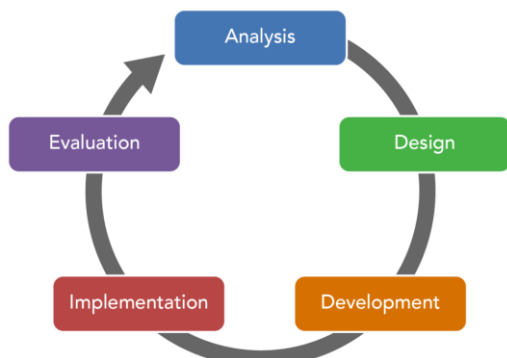 Analysis
Design
Development
Implementation
Evaluation